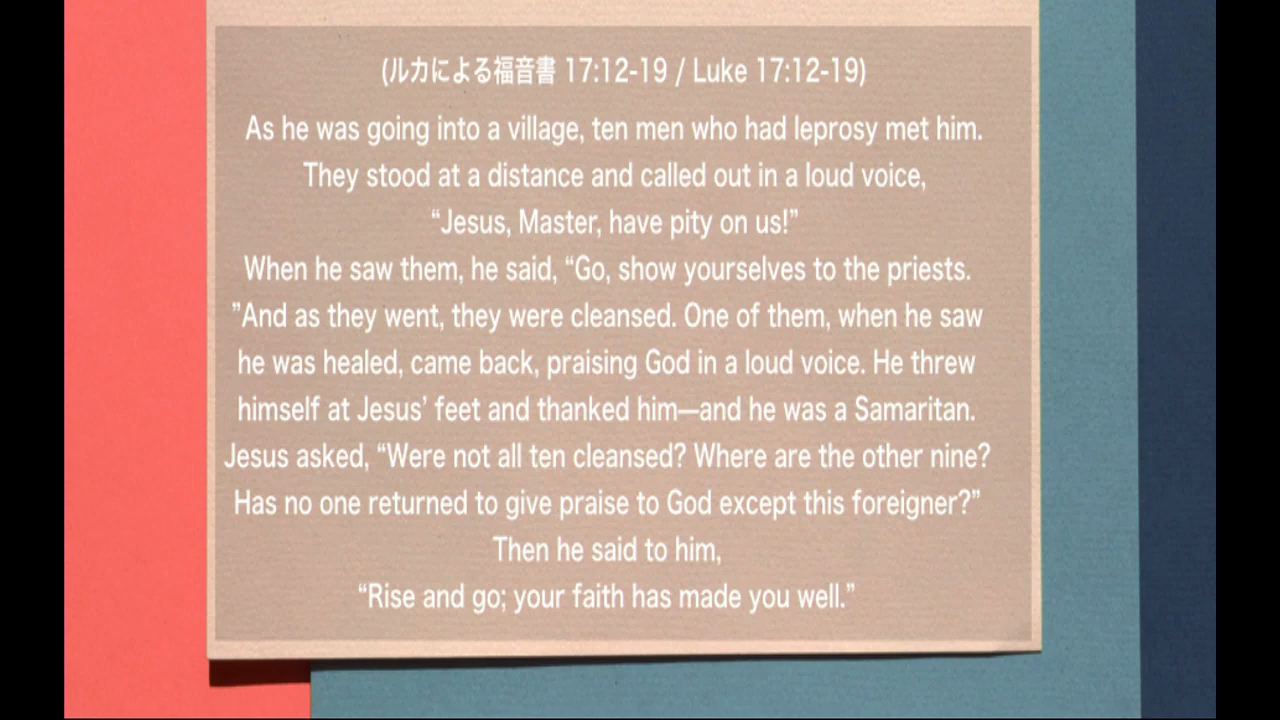 (ルカによる福音書 17:12-19 / Luke 17:12-19)
As he was going into a village, ten men who had leprosy met him.
They stood at a distance and called out in a loud voice,
“Jesus, Master, have pity on us!”
When he saw them, he said, “Go, show yourselves to the priests.
”And as they went, they were cleansed. One of them, when he saw
he was healed, came back, praising God in a loud voice. He threw
himself at Jesus’ feet and thanked him—and he was a Samaritan.
Jesus asked, “Were not all ten cleansed? Where are the other nine?
Has no one returned to give praise to God except this foreigner?”
Then he said to him,
“Rise and go; your faith has made you well.”